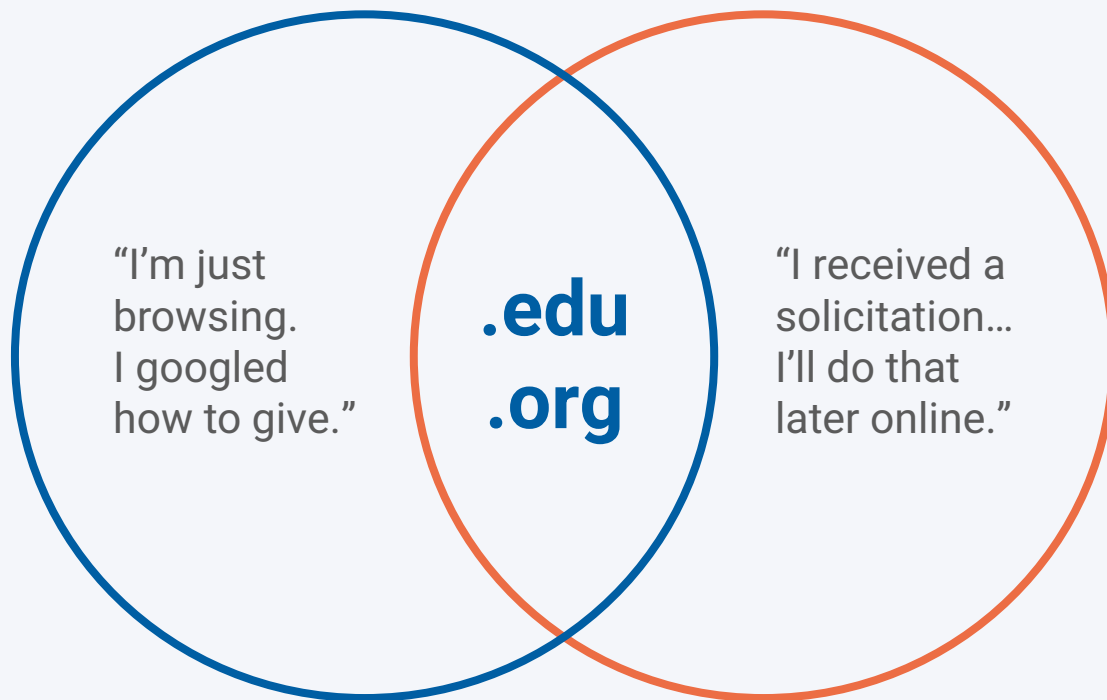 “I’m just
browsing.
I googled
how to give.”
.edu
.org
“I received a
solicitation…
I’ll do that
later online.”